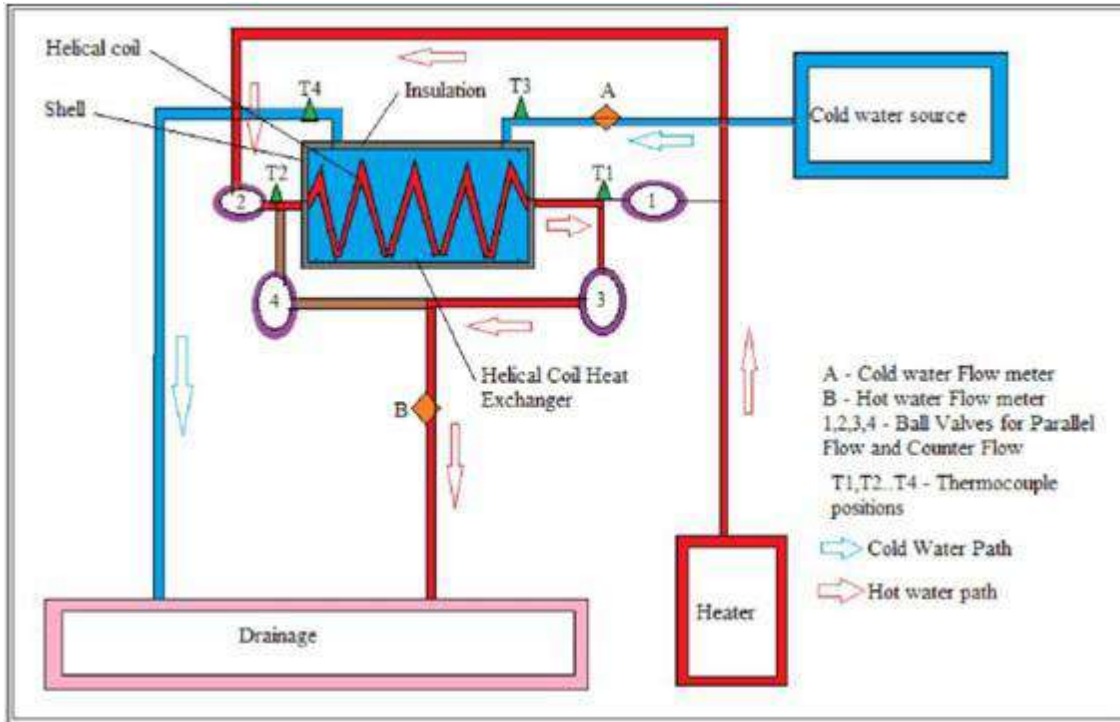 Helical coil
Shell
T4
Insulation
T3
A
Cold water source
T2
T1
2
1
4
3
Helical Coil Heat
Exchanger
B
A - Cold water Flow meter
B - Hot water Flow meter
1,2,3,4 - Ball Valves for Parallel
Flow and Counter Flow
T1,T2..T4 - Thermocouple
positions
Cold Water Path
Hot water path
Heater
Drainage